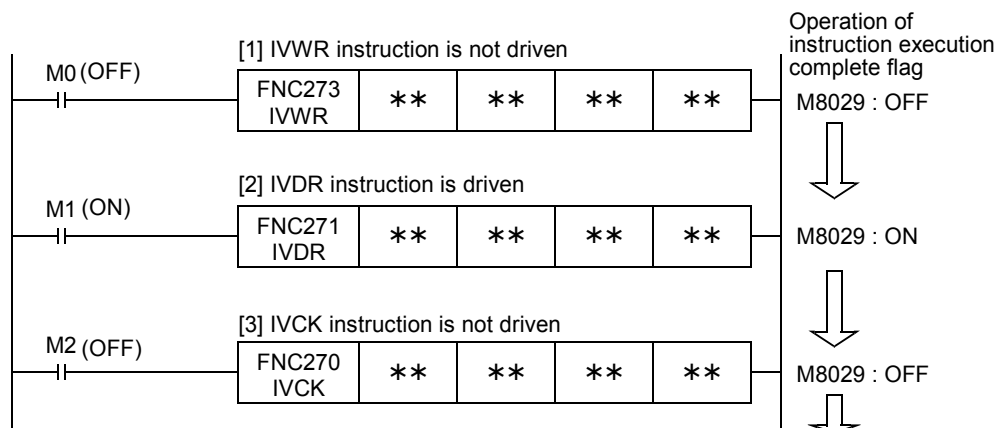 Operation of
instruction execution
complete flag
[1] IVWR instruction is not driven
M0 (OFF)
FNC273
IVWR
** ** ** **
M8029 : OFF
[2] IVDR instruction is driven
M1 (ON)
FNC271
IVDR
** ** ** **
M8029 : ON
[3] IVCK instruction is not driven
M2 (OFF)
FNC270
IVCK
** ** ** **
M8029 : OFF